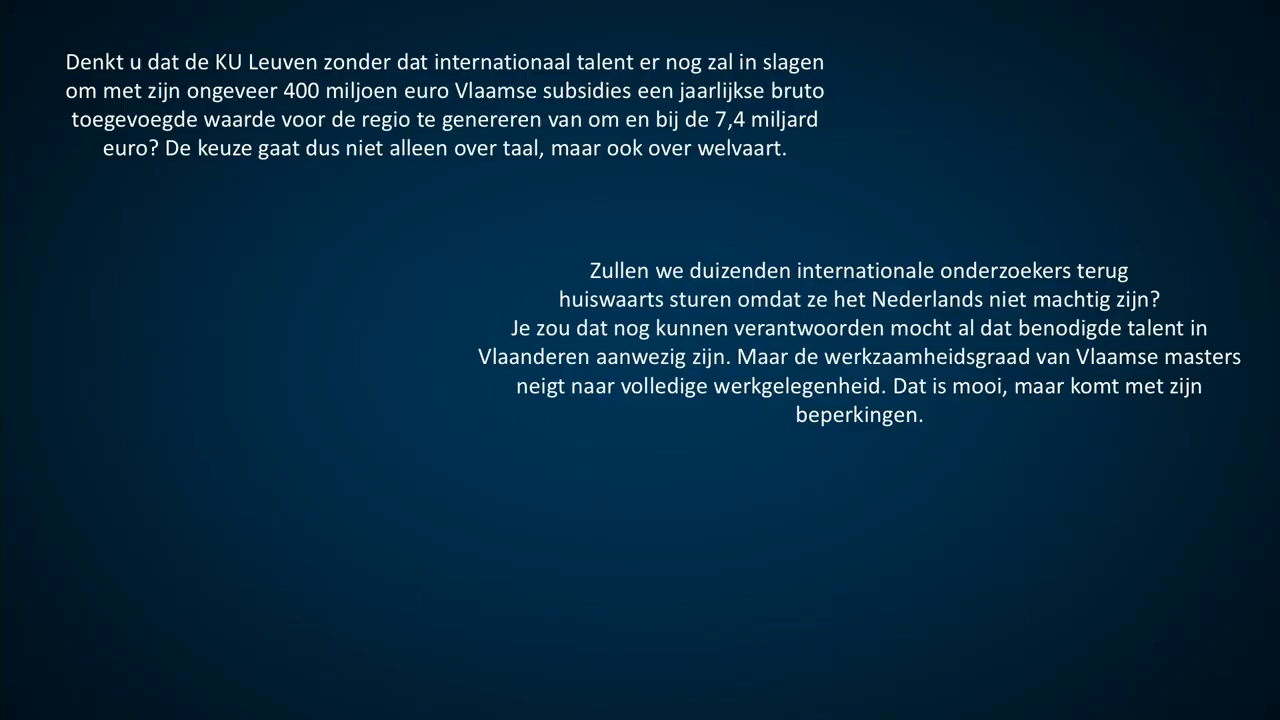 Denkt u dat de KU Leuven zonder dat internationaal talent er nog zal in slagen
om met zijn ongeveer 400 miljoen euro Vlaamse subsidies een jaarlijkse bruto
toegevoegde waarde voor de regio te genereren van om en bij de 7,4 miljard
euro? De keuze gaat dus niet alleen over taal, maar ook over welvaart.
Zullen we duizenden internationale onderzoekers terug
huiswaarts sturen omdat ze het Nederlands niet machtig zijn?
Je zou dat nog kunnen verantwoorden mocht al dat benodigde talent in
Vlaanderen aanwezig zijn. Maar de werkzaamheidsgraad van Vlaamse masters
neigt naar volledige werkgelegenheid. Dat is mooi, maar komt met zijn
beperkingen.